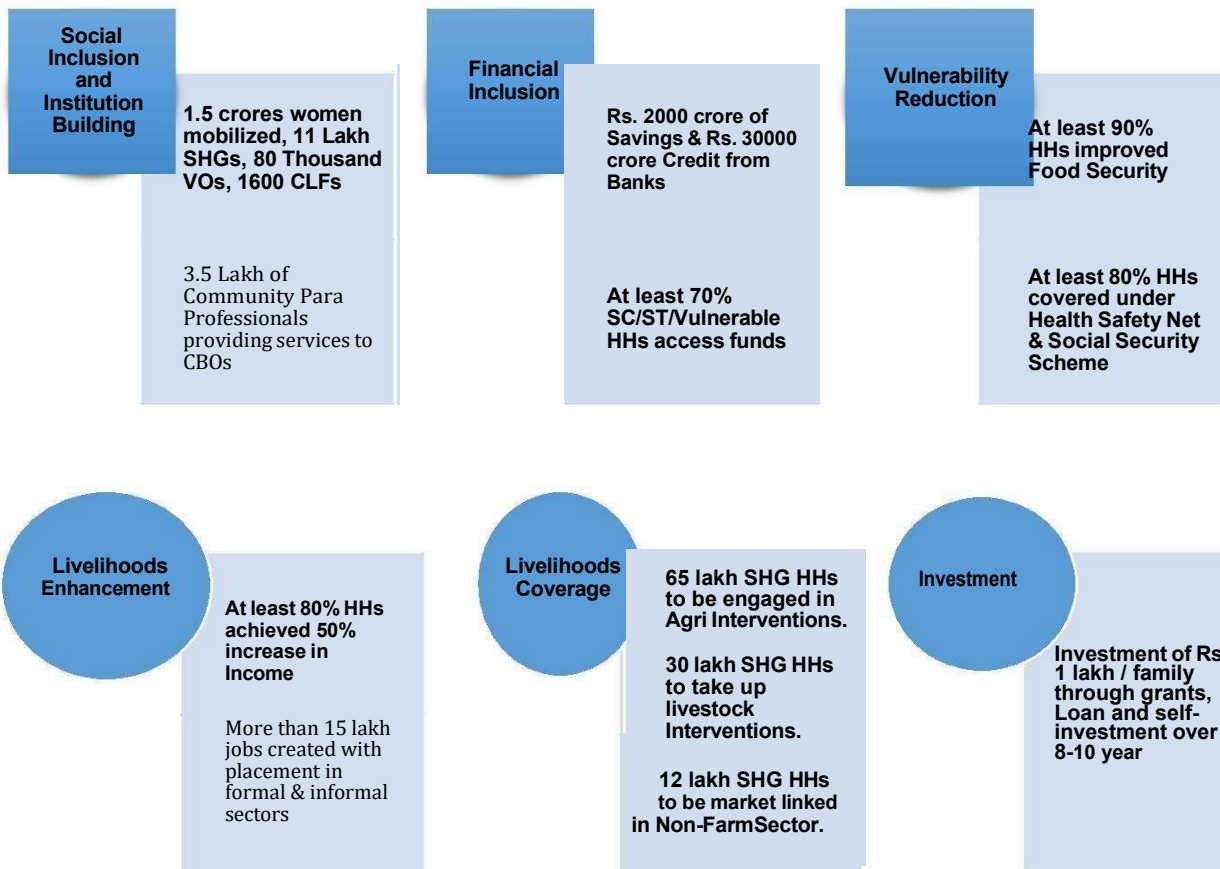 Social
Inclusion
and
Institution
Building
1.5 crores women
mobilized, 11 Lakh
SHGs, 80 Thousand
VOs, 1600 CLFs
3.5 Lakh of
Community Para
Professionals
providing services to
CBOs
Financial
Inclusion
Rs. 2000 crore of
Savings & Rs. 30000
crore Credit from
Banks
At least 70%
SC/ST/Vulnerable
HHs access funds
Vulnerability
Reduction
At least 90%
HHs improved
Food Security
At least 80% HHs
covered under
Health Safety Net
& Social Security
Scheme
Livelihoods
Enhancement
At least 80% HHs
achieved 50%
increase in
Income
More than 15 lakh
jobs created with
placement in
formal & informal
sectors
Livelihoods
Coverage
65 lakh SHG HHs
to be engaged in
Agri Interventions.
30 lakh SHG HHs
to take up
livestock
Interventions.
12 lakh SHG HHs
to be market linked
in Non-FarmSector.
Investment
Investment of Rs
1 lakh / family
through grants,
Loan and self-
investment over
8-10 year